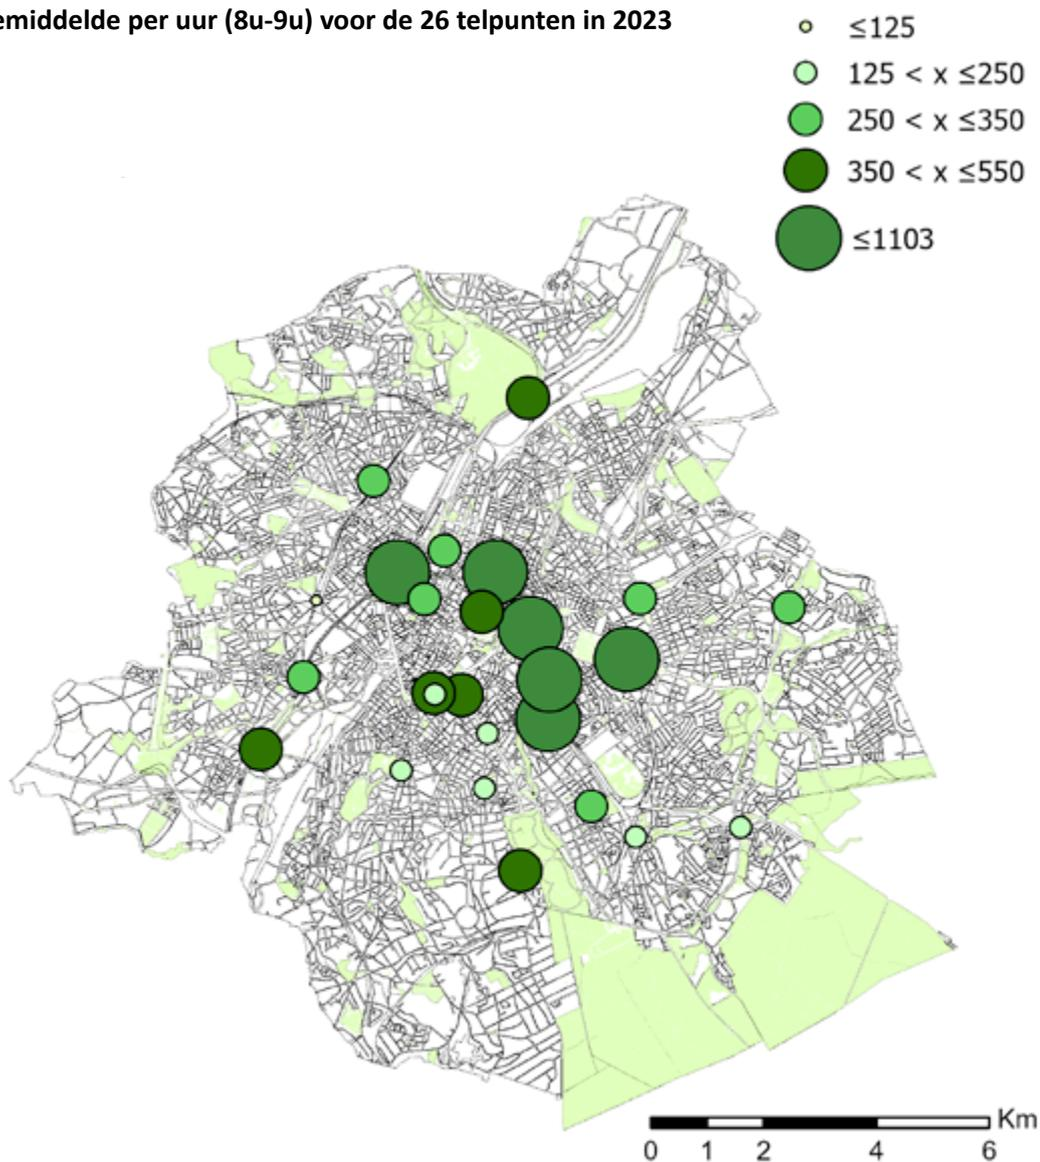 emiddelde per uur (8u-9u) voor de 26 telpunten in 2023
≤125
125 < x ≤250
250 < x ≤350
350 < x ≤550
≤1103
Km
0 1 2 4 6